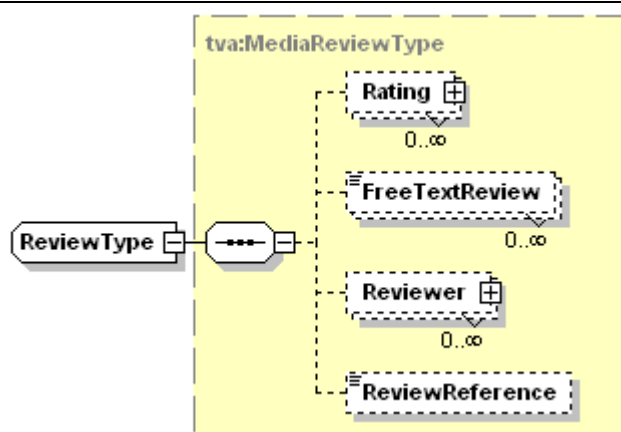 tva:MediaReviewType
Rating
0..∞
FreeTextReview
0..∞
ReviewType
Reviewer
0..∞
ReviewReference